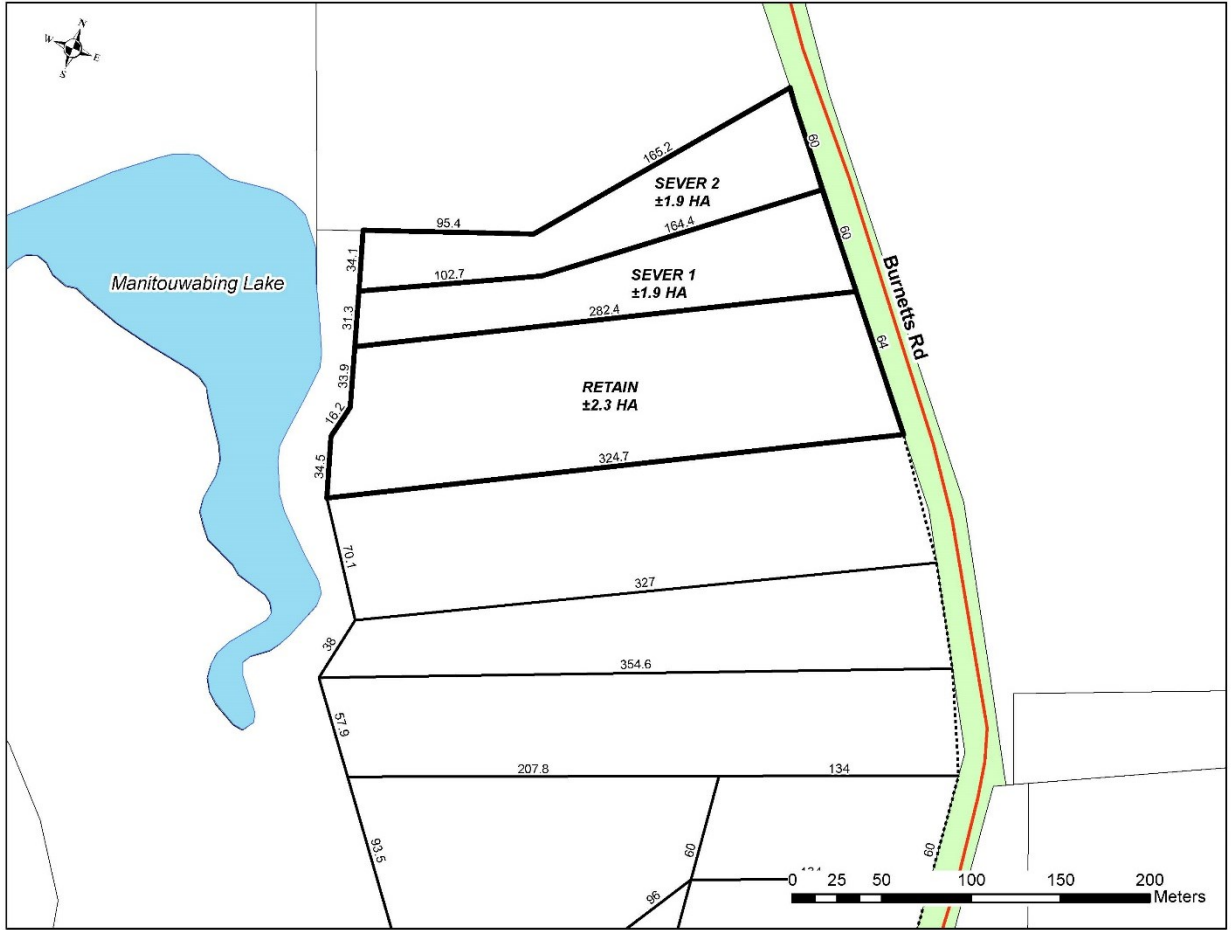 N
W
E
S
165.2
60
SEVER 2
±1.9 HA
95.4
164.4
34.1
60
Manitouwabing Lake
102.7
SEVER 1
±1.9 HA
Burnetts Rd
31.3
282.4
64
33.9
RETAIN
±2.3 HA
16.2
34.5
324.7
70.1
327
38
354.6
57.9
207.8
134
93.5
60
60
96
0 25 50 100 150 200
Meters